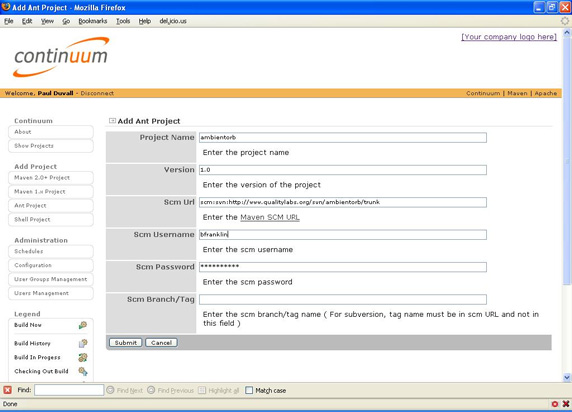 Add Ant Project - Mozilla Firefox
File Edit View Go Bookmarks Tools Help del.icio.us
continuum
[Your company logo here]
Welcome, Paul Duvall - Disconnect
Continuum | Maven | Apache
Continuum
About
Show Projects
Add Project
Maven 2.0+ Project
Maven 1.x Project
Ant Project
Shell Project
Administration
Schedules
Configuration
User Groups Management
Users Management
Legend
Build Now
Build History
Build In Progess
Checking Out Build
Add Ant Project
Project Name ambientorb
Enter the project name
Version 1.0
Enter the version of the project
Scm Url scm:svn:http://www.qualitylabs.org/svn/ambientorb/trunk
Enter the Maven SCM URL
Scm Username bfranklin
Enter the scm username
Scm Password **********
Enter the scm password
Scm Branch/Tag
Enter the scm branch/tag name ( For subversion, tag name must be in scm URL and not in
this field )
Submit Cancel
Find: Find Next Find Previous Highlight all Match case
Done